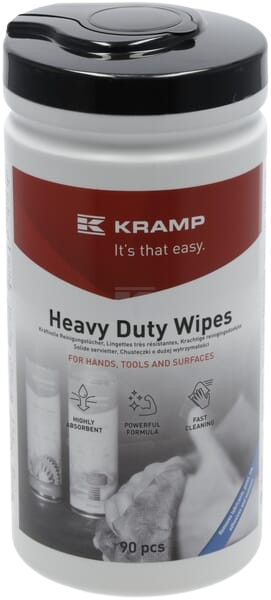 KRAMP
It's that easy.
Heavy Duty Wipes
Kraftvolle Reinigungstücher, Lingettes très résistantes, Krachtige reinigingsdoekjes
Solide servietter, Chusteczki o dużej wytrzymałości
FOR HANDS, TOOLS AND SURFACES
HIGHLY
ABSORBENT
POWERFUL
FORMULA
FAST
CLEANING
90 pcs